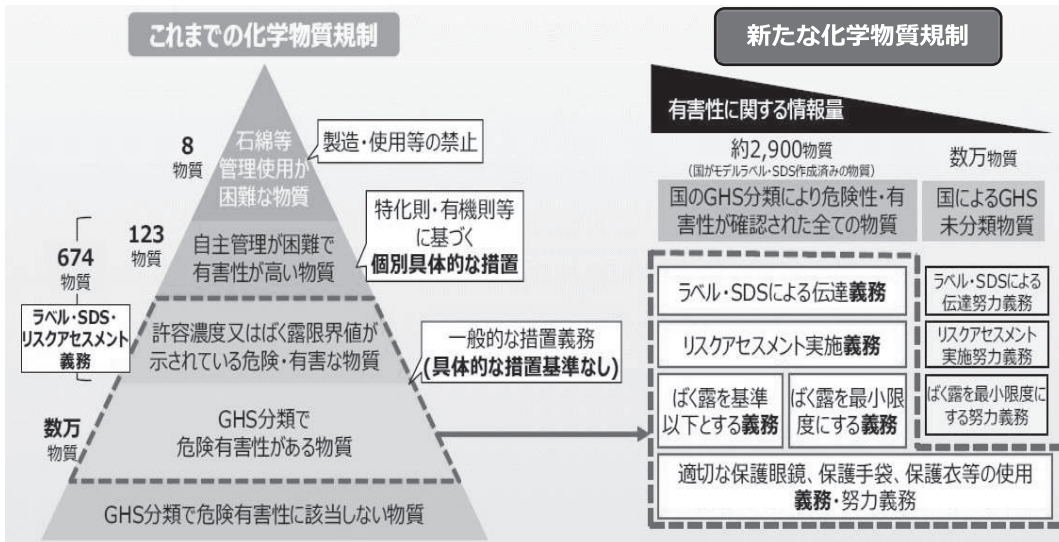 これまでの化学物質規制
8
物質
石綿等
管理使用が
困難な物質
製造・使用等の禁止
123
物質
自主管理が困難で
有害性が高い物質
特化則・有機則等
に基づく
個別具体的な措置
674
物質
ラベル・SDS・
リスクアセスメント
義務
許容濃度又はばく露限界値が
示されている危険・有害な物質
一般的な措置義務
(具体的な措置基準なし)
数万
物質
GHS分類で
危険有害性がある物質
GHS分類で危険有害性に該当しない物質
新たな化学物質規制
有害性に関する情報量
約2,900物質
(国がモデルラベル・SDS作成済みの物質)
数万物質
国のGHS分類により危険性・有
害性が確認された全ての物質
国によるGHS
未分類物質
ラベル・SDSによる伝達義務
ラベル・SDSによる
伝達努力義務
リスクアセスメント実施義務
リスクアセスメント
実施努力義務
ばく露を基準
以下とする義務
ばく露を最小限
度にする義務
ばく露を最小限度に
する努力義務
適切な保護眼鏡、保護手袋、保護衣等の使用
義務・努力義務